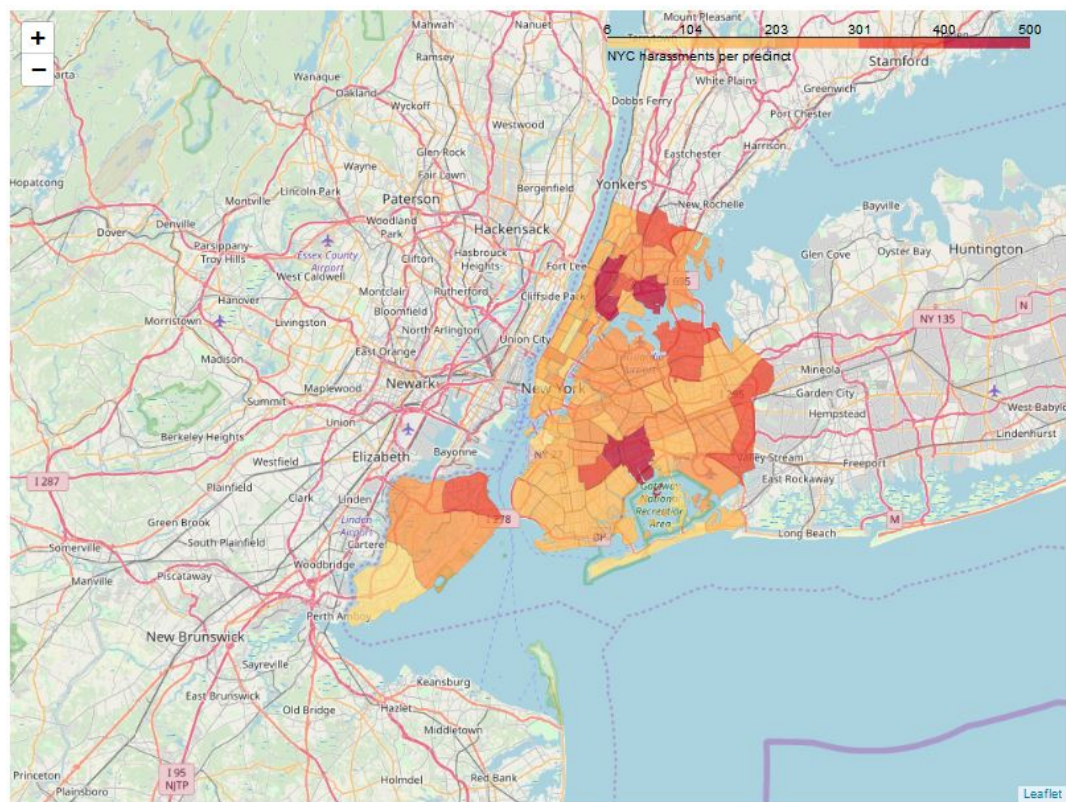 Mahwah
Nanuet
Mount Pleasant
6 104 203 301 400 500
NYC harassments per precinct
+
−
Ramsey
Elmsford
Stamford
Wanaque
Oakland
White Plains
Greenwich
Ringwood
Wyckoff
Dobbs Ferry
Port Chester
Westwood
Harrison
Glen Rock
Eastchester
Wayne
Fair Lawn
Hopatcong
Lincoln Park
Bergenfield
Yonkers
Montville
Paterson
New Rochelle
Bayville
Dover
Denville
Woodland Park
Hackensack
Huntington
Parsippany-Troy Hills
Essex County Airport
Clifton
Hasbrouck Heights
Fort Lee
Glen Cove
Oyster Bay
West Caldwell
I 695
Montclair
Rutherford
Cliffside Park
Hanover
Bloomfield
N
Morristown
Livingston
North Arlington
Union City
NY 135
Madison
East Orange
Mineola
Maplewood
Newark
New York
Garden City
Summit
West Babylon
Union
Hempstead
Berkeley Heights
Lindenhurst
Elizabeth
Bayonne
Valley Stream
Freeport
I 287
Westfield
East Rockaway
Plainfield
Linden
Gateway National Recreation Area
Clark
Green Brook
Linden Airport
I 278
M
Somerville
South Plainfield
Carteret
Long Beach
Manville
Piscataway
Woodbridge
Perth Amboy
New Brunswick
Sayreville
Keansburg
East Brunswick
Old Bridge
Hazlet
Middletown
I 95 NJTP
Princeton
Holmdel
Red Bank
Plainsboro
Leaflet